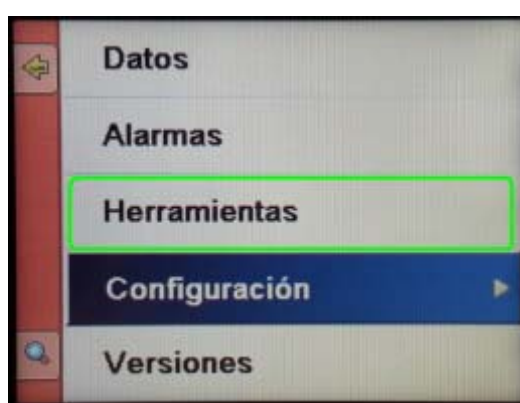 Datos
Alarmas
Herramientas
Configuración
Versiones